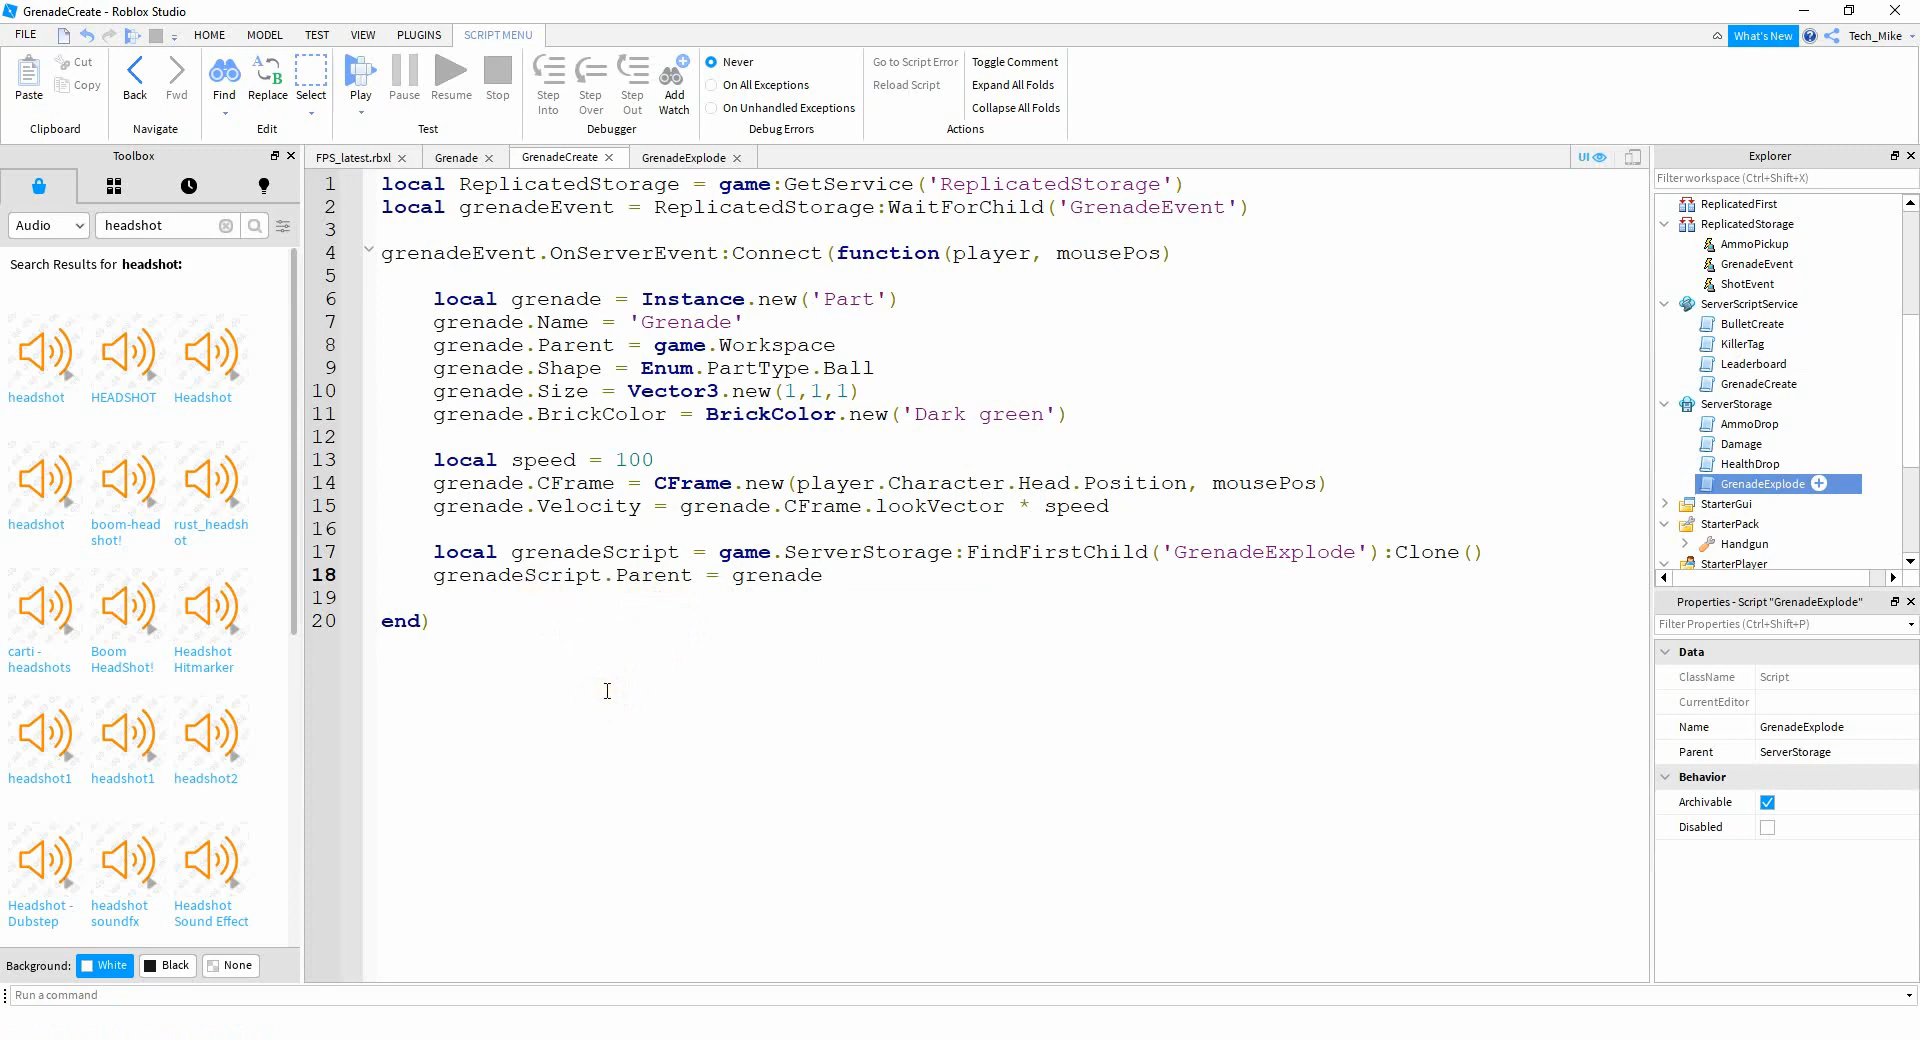 GrenadeCreate - Roblox Studio
FILE HOME MODEL TEST VIEW PLUGINS SCRIPT MENU What's New Tech_Mike
Paste
Cut
Copy
Clipboard
Back
Fwd
Navigate
Find
Replace
Select
Edit
Play
Pause
Resume
Stop
Test
Step Into
Step Over
Step Out
Add Watch
Debugger
Never
On All Exceptions
On Unhandled Exceptions
Debug Errors
Go to Script Error
Reload Script
Toggle Comment
Expand All Folds
Collapse All Folds
Actions
Toolbox
Audio
headshot
Search Results for headshot:
headshot
HEADSHOT
Headshot
headshot
boom-head
shot!
rust_headsh
ot
carti -
headshots
Boom
HeadShot!
Headshot
Hitmarker
headshot1
headshot1
headshot2
Headshot -
Dubstep
headshot
soundfx
Headshot
Sound Effect
Background: White Black None
Run a command
FPS_latest.rbxl Grenade GrenadeCreate GrenadeExplode UI
1 local ReplicatedStorage = game:GetService('ReplicatedStorage')
2 local grenadeEvent = ReplicatedStorage:WaitForChild('GrenadeEvent')
3
4 grenadeEvent.OnServerEvent:Connect(function(player, mousePos)
5
6 local grenade = Instance.new('Part')
7 grenade.Name = 'Grenade'
8 grenade.Parent = game.Workspace
9 grenade.Shape = Enum.PartType.Ball
10 grenade.Size = Vector3.new(1,1,1)
11 grenade.BrickColor = BrickColor.new('Dark green')
12
13 local speed = 100
14 grenade.CFrame = CFrame.new(player.Character.Head.Position, mousePos)
15 grenade.Velocity = grenade.CFrame.lookVector * speed
16
17 local grenadeScript = game.ServerStorage:FindFirstChild('GrenadeExplode'):Clone()
18 grenadeScript.Parent = grenade
19
20 end)
Explorer
Filter workspace (Ctrl+Shift+X)
ReplicatedFirst
ReplicatedStorage
AmmoPickup
GrenadeEvent
ShotEvent
ServerScriptService
BulletCreate
KillerTag
Leaderboard
GrenadeCreate
ServerStorage
AmmoDrop
Damage
HealthDrop
GrenadeExplode
StarterGui
StarterPack
Handgun
StarterPlayer
Properties - Script "GrenadeExplode"
Filter Properties (Ctrl+Shift+P)
Data
ClassName Script
CurrentEditor
Name GrenadeExplode
Parent ServerStorage
Behavior
Archivable
Disabled